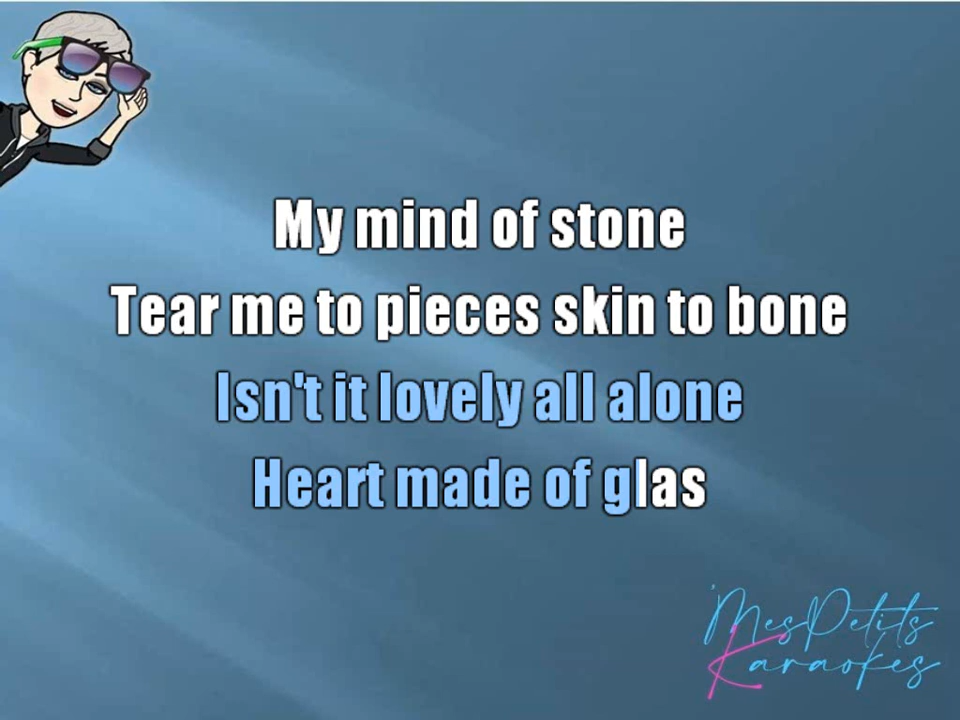 My mind of stone
Tear me to pieces skin to bone
Isn't it lovely all alone
Heart made of glas
MesPetits
Karaokes